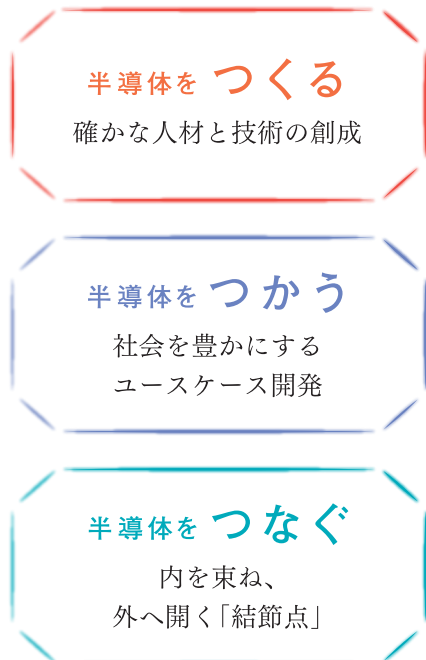 半導体を つくる
確かな人材と技術の創成
半導体を つかう
社会を豊かにする
ユースケース開発
半導体を つなぐ
内を束ね、
外へ開く「結節点」